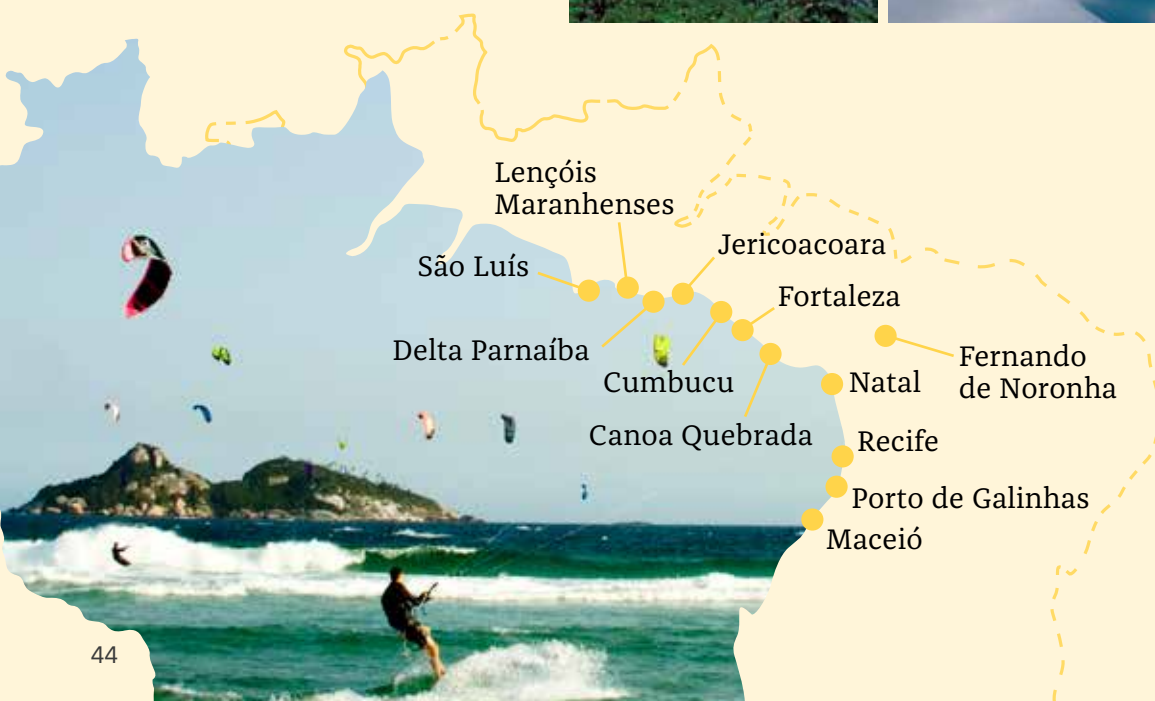 Lençóis
Maranhenses
Jericoacoara
São Luís
Fortaleza
Delta Parnaíba
Fernando
de Noronha
Cumbucu
Natal
Canoa Quebrada
Recife
Porto de Galinhas
Maceió
44